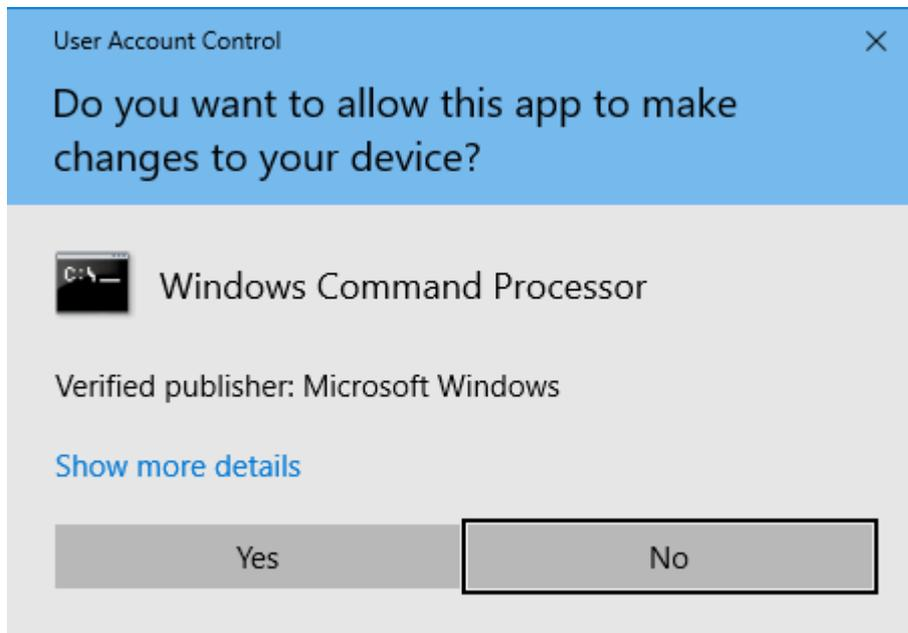 User Account Control
Do you want to allow this app to make
changes to your device?
C:\
Windows Command Processor
Verified publisher: Microsoft Windows
Show more details
Yes
No